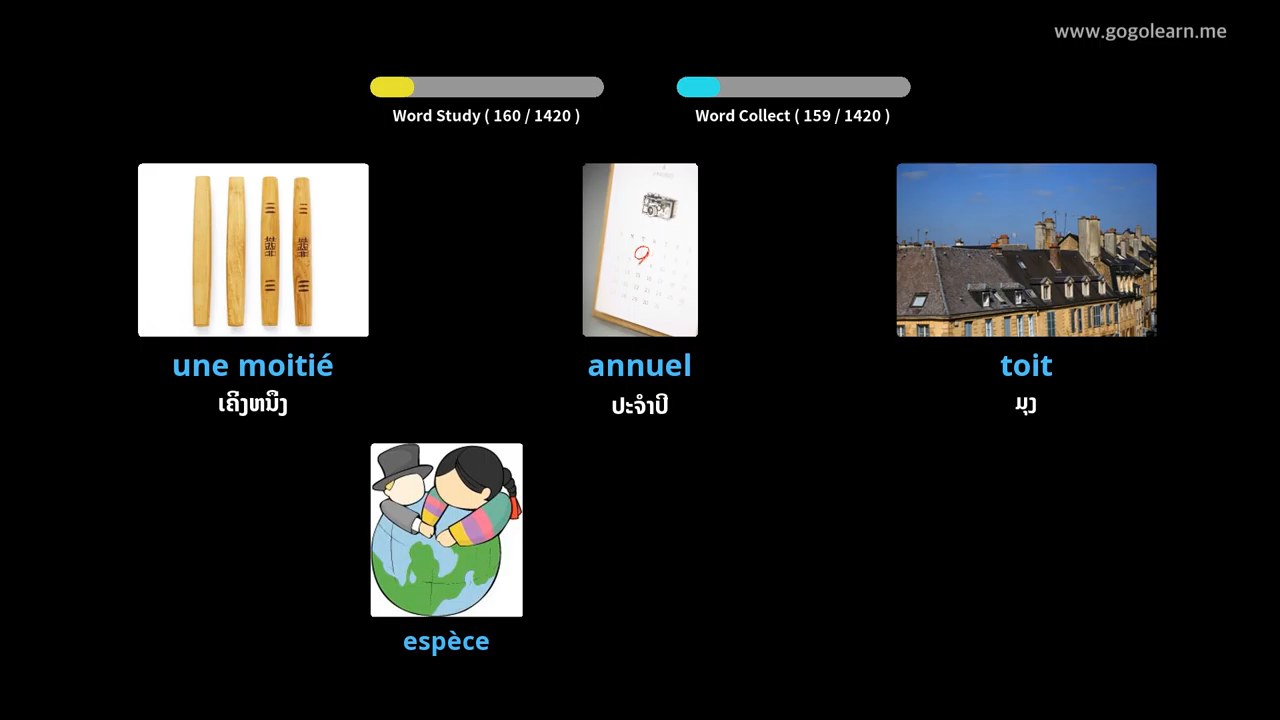 www.gogolearn.me
Word Study ( 160 / 1420 )
Word Collect ( 159 / 1420 )
une moitié
ເຄິ່ງຫນຶ່ງ
annuel
ປະຈໍາປີ
toit
ມຸງ
espèce